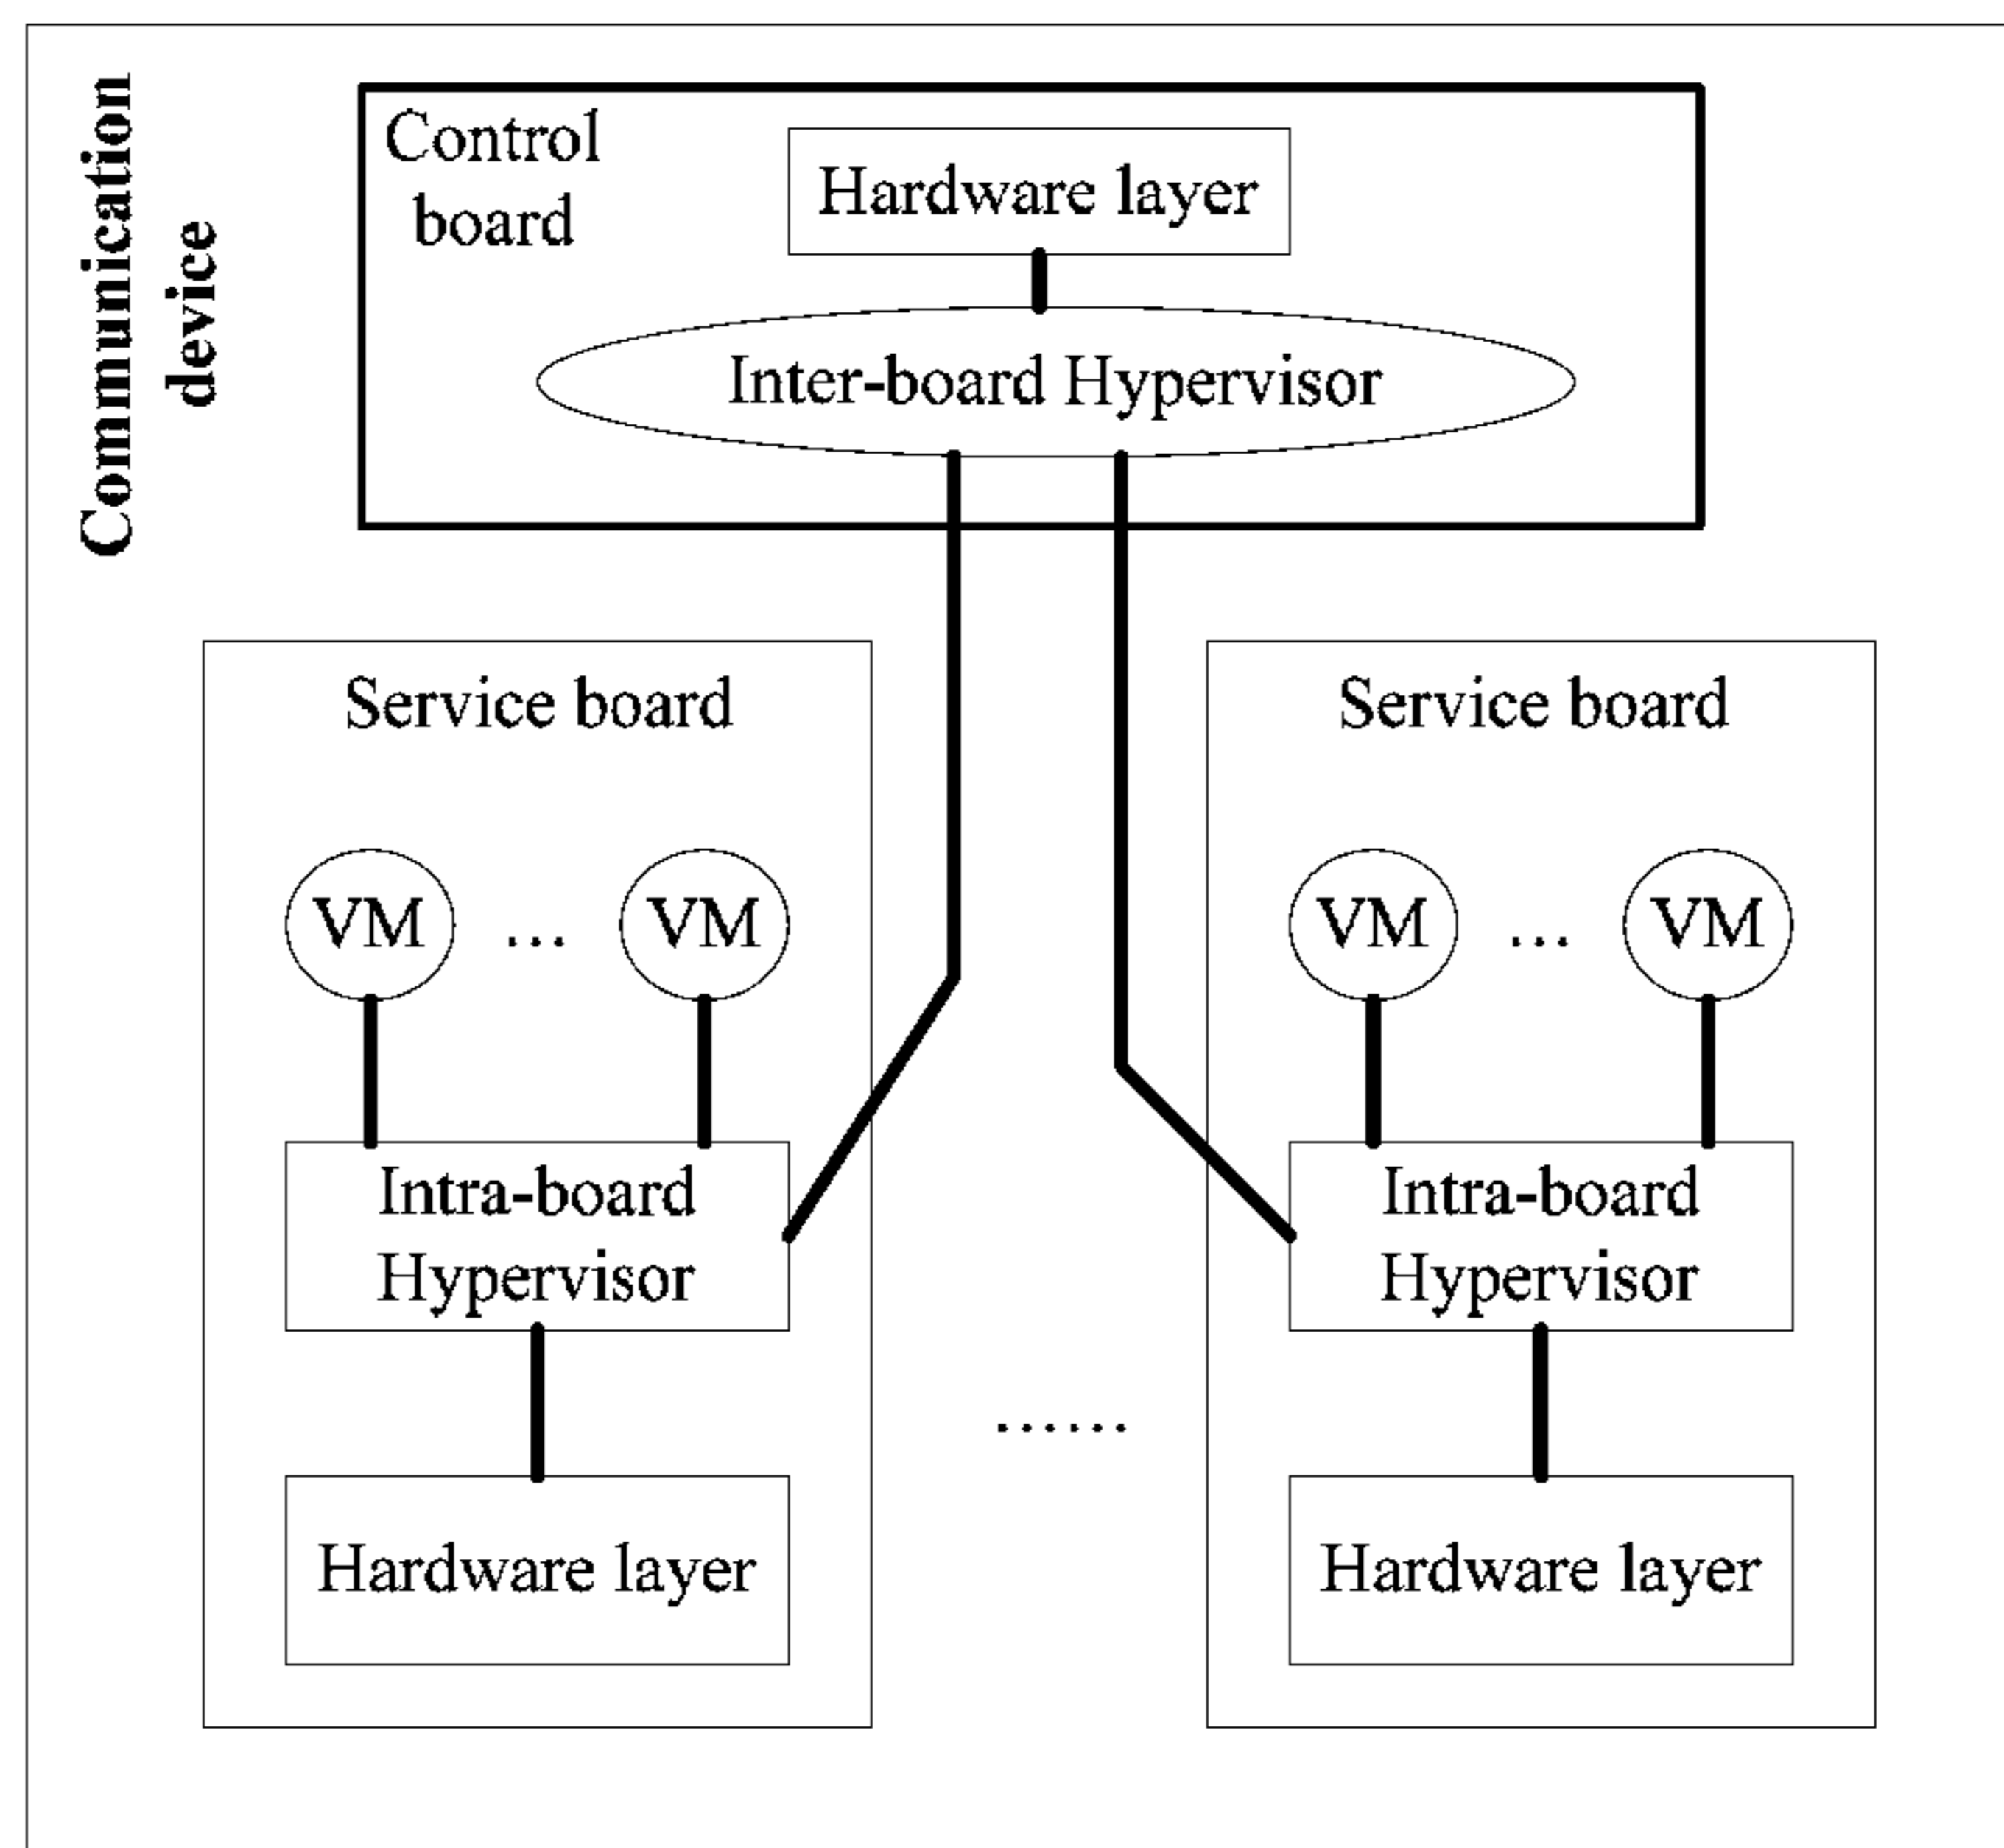 Communication
device
Control
board
Hardware layer
Inter-board Hypervisor
Service board
VM
...
VM
Intra-board
Hypervisor
Hardware layer
......
Service board
VM
...
VM
Intra-board
Hypervisor
Hardware layer